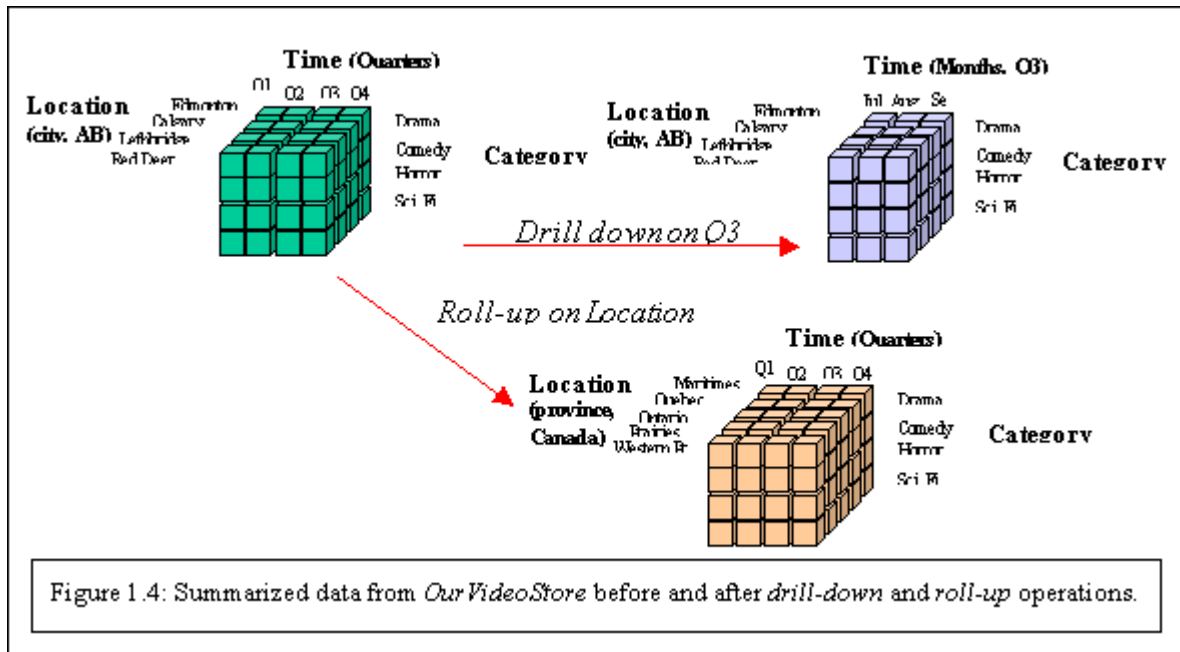 Time (Quarters)
Q1 Q2 Q3 Q4
Location
(city, AB)
Edmonton
Calgary
Lethbridge
Red Deer
Drama
Comedy
Horror
Sci Fi
Category
Time (Months, Q3)
Jul Aug Se
Location
(city, AB)
Edmonton
Calgary
Lethbridge
Red Deer
Drama
Comedy
Horror
Sci Fi
Category
Drill down on Q3
Roll-up on Location
Time (Quarters)
Q1 Q2 Q3 Q4
Location
(province,
Canada)
Maritimes
Quebec
Ontario
Prairies
Western
Drama
Comedy
Horror
Sci Fi
Category
Figure 1.4: Summarized data from OurVideoStore before and after drill-down and roll-up operations.